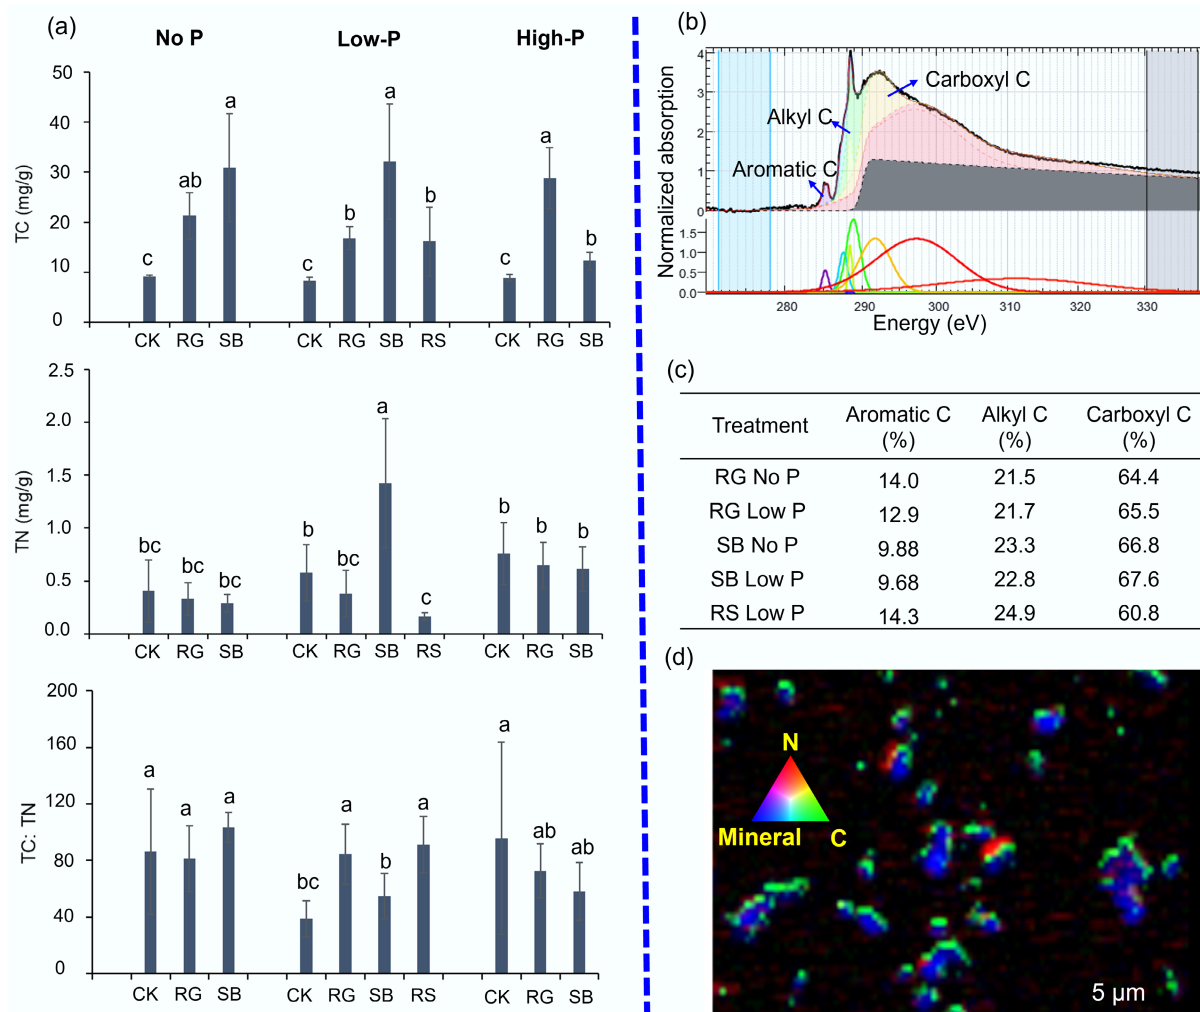 (a)
No P Low-P High-P
TC (mg/g)
50
40
30
20
10
0
c ab a c b a b c a b
CK RG SB CK RG SB RS CK RG SB
TN (mg/g)
2.5
2.0
1.5
1.0
0.5
0.0
bc bc bc b bc a c b b b
CK RG SB CK RG SB RS CK RG SB
TC: TN
200
160
120
80
40
0
a a a bc a b a a ab ab
CK RG SB CK RG SB RS CK RG SB
(b)
Normalized absorption
4
3
2
1
0
Carboxyl C
Alkyl C
Aromatic C
1.5
1.0
0.5
0.0
280 290 300 310 320 330
Energy (eV)
(c)
Treatment Aromatic C (%) Alkyl C (%) Carboxyl C (%)
RG No P 14.0 21.5 64.4
RG Low P 12.9 21.7 65.5
SB No P 9.88 23.3 66.8
SB Low P 9.68 22.8 67.6
RS Low P 14.3 24.9 60.8
(d)
N
Mineral C
5 μm